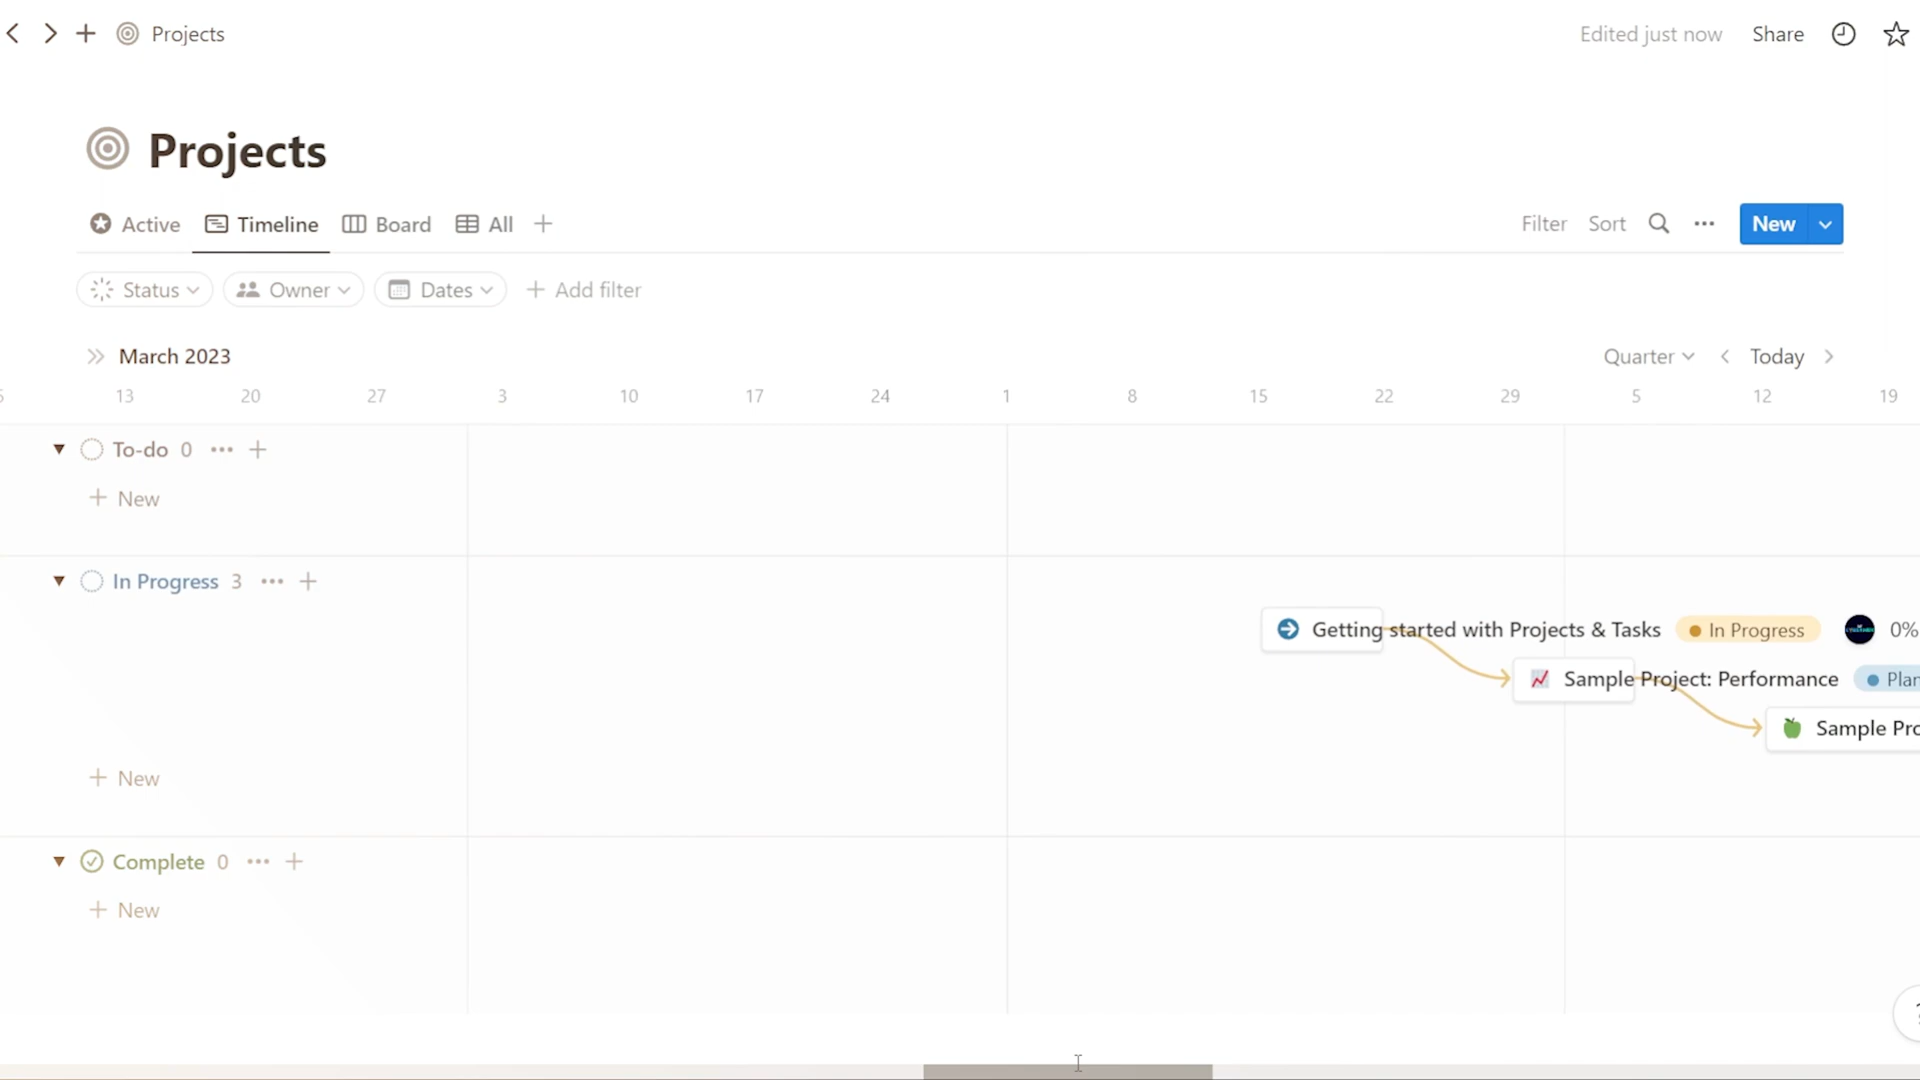 Projects
Edited just now
Share
Projects
Active
Timeline
Board
All
Filter
Sort
New
Status
Owner
Dates
Add filter
March 2023
Quarter
Today
13 20 27 3 10 17 24 1 8 15 22 29 5 12 19
To-do 0
New
In Progress 3
Getting started with Projects & Tasks In Progress 0%
Sample Project: Performance Plan
Sample Pro
New
Complete 0
New